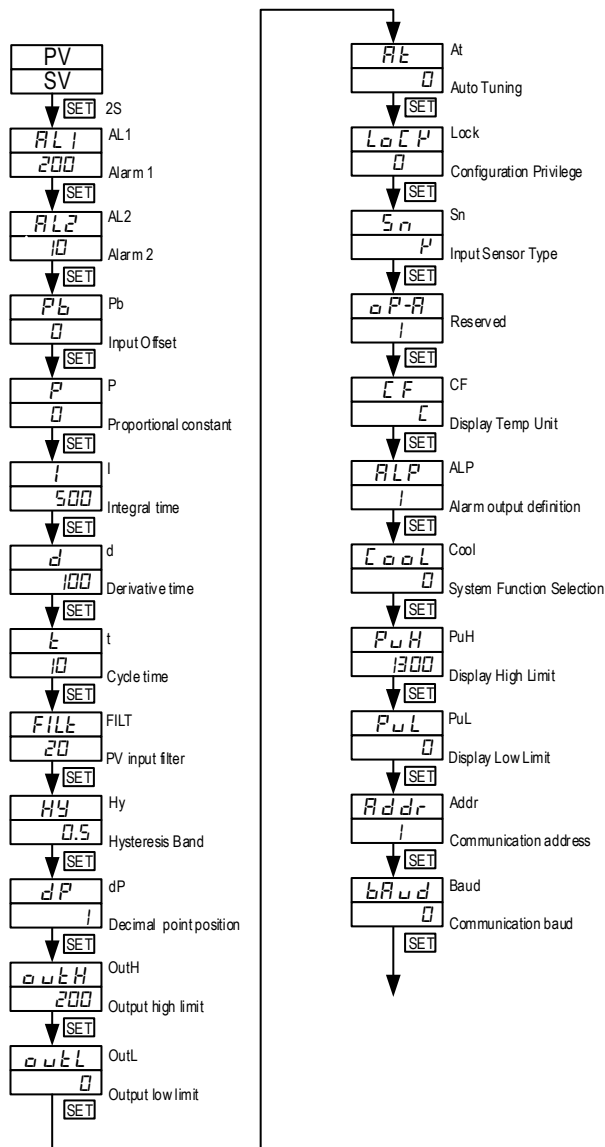 PV
SV
SET 2S
AL1 AL1
200 Alarm 1
SET
AL2 AL2
10 Alarm 2
SET
Pb Pb
0 Input Offset
SET
P P
0 Proportional constant
SET
I I
500 Integral time
SET
d d
100 Derivative time
SET
t t
10 Cycle time
SET
FILt FILT
20 PV input filter
SET
HY Hy
0.5 Hysteresis Band
SET
dP dP
1 Decimal point position
SET
outH OutH
200 Output high limit
SET
outL OutL
0 Output low limit
SET
At At
0 Auto Tuning
SET
LoCK Lock
0 Configuration Privilege
SET
Sn Sn
K Input Sensor Type
SET
oP-A
1 Reserved
SET
CF CF
C Display Temp Unit
SET
ALP ALP
1 Alarm output definition
SET
CooL Cool
0 System Function Selection
SET
PuH PuH
1300 Display High Limit
SET
PuL PuL
0 Display Low Limit
SET
Addr Addr
1 Communication address
SET
bAud Baud
0 Communication baud
SET